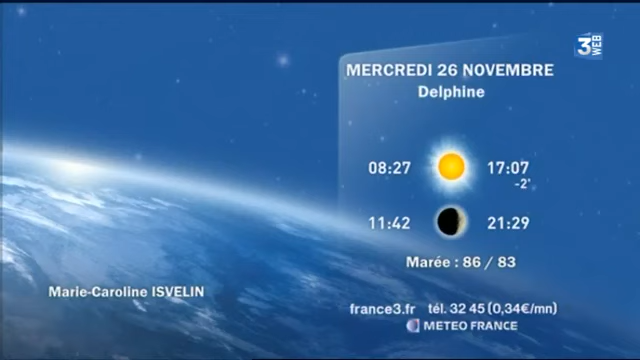 3 WEB
MERCREDI 26 NOVEMBRE
Delphine
08:27 17:07
-2'
11:42 21:29
Marée : 86 / 83
Marie-Caroline ISVELIN
france3.fr tél. 32 45 (0,34€/mn)
METEO FRANCE